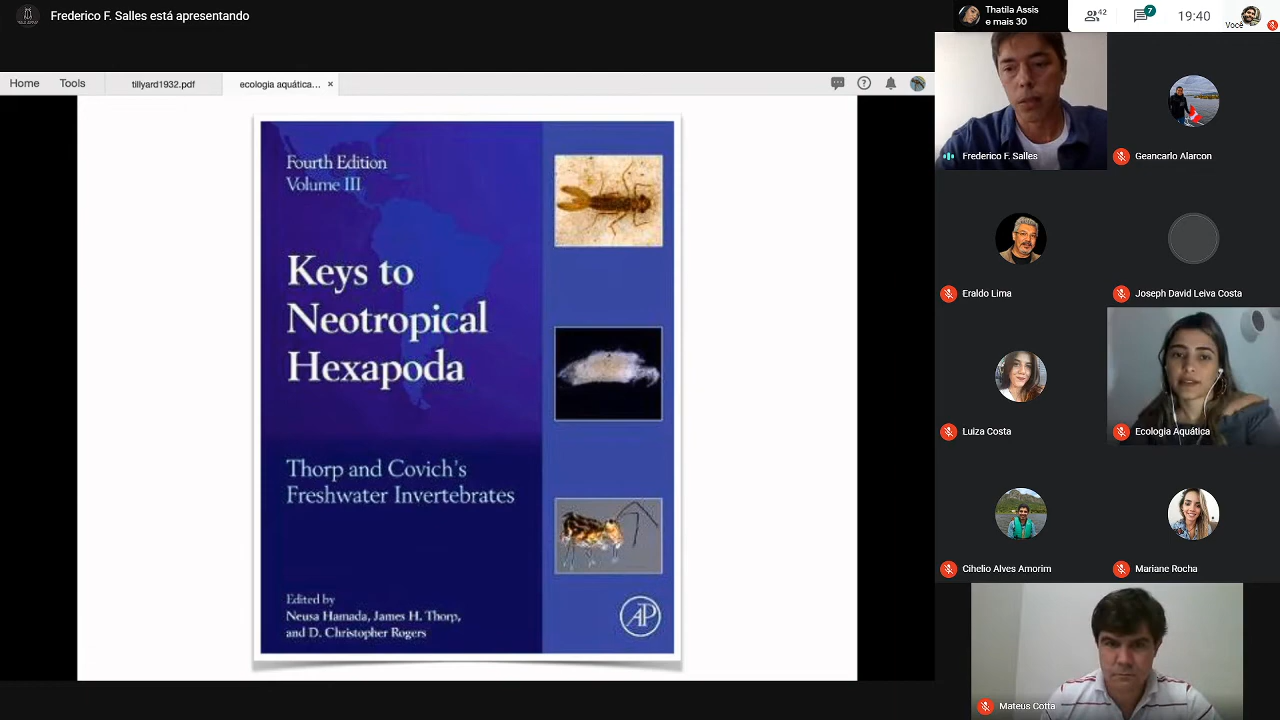 Frederico F. Salles está apresentando
Thatila Assis
e mais 30
42
7
19:40
Você
Home
Tools
tillyard1932.pdf
ecologia aquática...
Fourth Edition
Volume III
Keys to
Neotropical
Hexapoda
Thorp and Covich's
Freshwater Invertebrates
Edited by
Neusa Hamada, James H. Thorp,
and D. Christopher Rogers
AP
Frederico F. Salles
Geancarlo Alarcon
Eraldo Lima
Joseph David Leiva Costa
Luiza Costa
Ecologia Aquática
Cihelio Alves Amorim
Mariane Rocha
Mateus Cotta